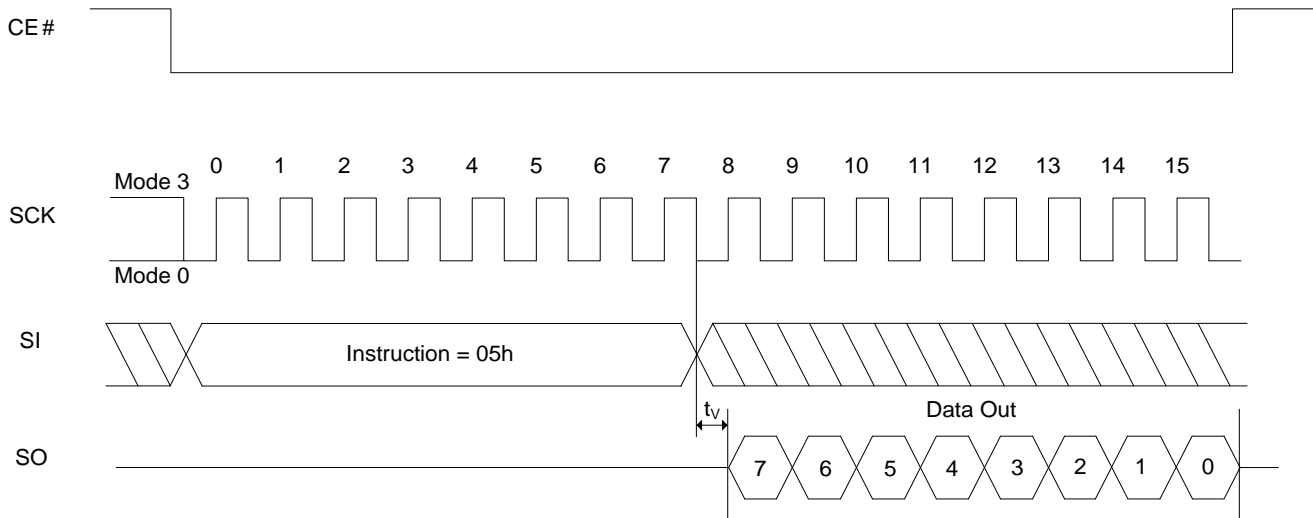 CE#
0 1 2 3 4 5 6 7 8 9 10 11 12 13 14 15
Mode 3
SCK
Mode 0
SI
Instruction = 05h
tV
Data Out
SO
7 6 5 4 3 2 1 0